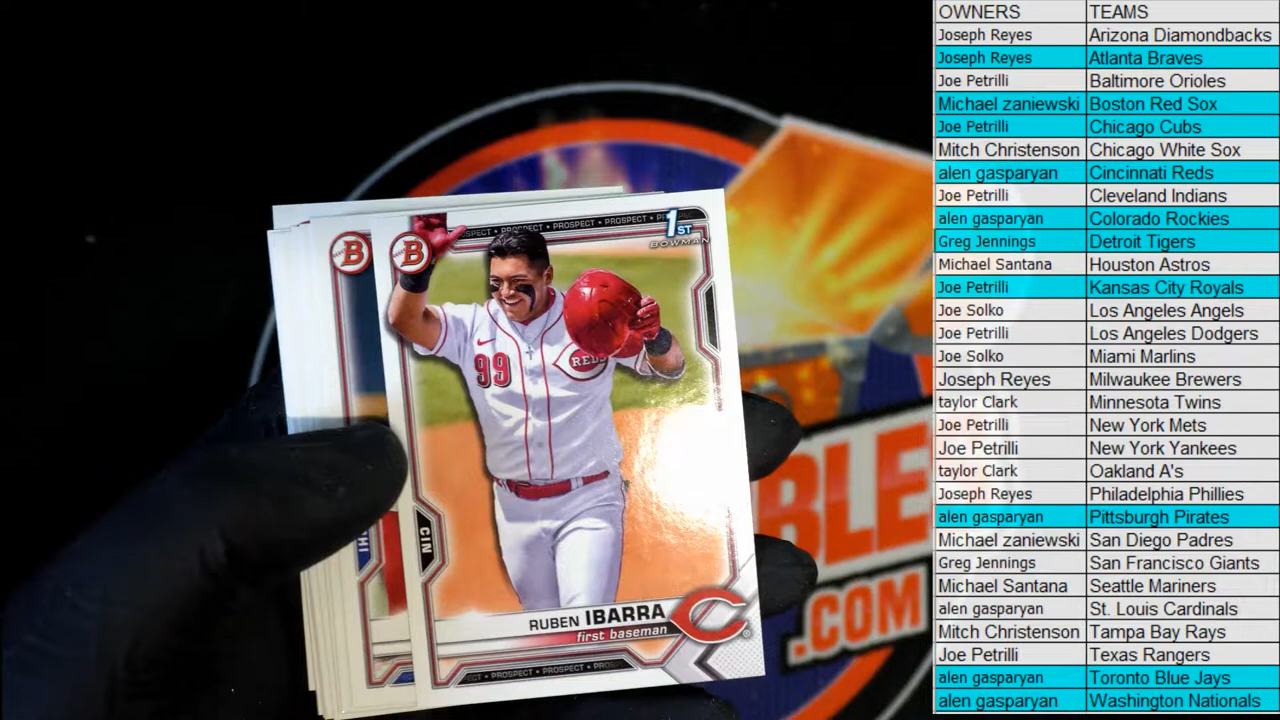 OWNERS TEAMS
Joseph Reyes Arizona Diamondbacks
Joseph Reyes Atlanta Braves
Joe Petrilli Baltimore Orioles
Michael zaniewski Boston Red Sox
Joe Petrilli Chicago Cubs
Mitch Christenson Chicago White Sox
alen gasparyan Cincinnati Reds
Joe Petrilli Cleveland Indians
alen gasparyan Colorado Rockies
Greg Jennings Detroit Tigers
Michael Santana Houston Astros
Joe Petrilli Kansas City Royals
Joe Solko Los Angeles Angels
Joe Petrilli Los Angeles Dodgers
Joe Solko Miami Marlins
Joseph Reyes Milwaukee Brewers
taylor Clark Minnesota Twins
Joe Petrilli New York Mets
Joe Petrilli New York Yankees
taylor Clark Oakland A's
Joseph Reyes Philadelphia Phillies
alen gasparyan Pittsburgh Pirates
Michael zaniewski San Diego Padres
Greg Jennings San Francisco Giants
Michael Santana Seattle Mariners
alen gasparyan St. Louis Cardinals
Mitch Christenson Tampa Bay Rays
Joe Petrilli Texas Rangers
alen gasparyan Toronto Blue Jays
alen gasparyan Washington Nationals
SPECT • PROSPECT • PROSPECT • PROSPECT
1ST
BOWMAN
B
B
99
REDS
CIN
PHI
RUBEN IBARRA
first baseman
C
PROSPECT • PROSPECT
BLE
.COM